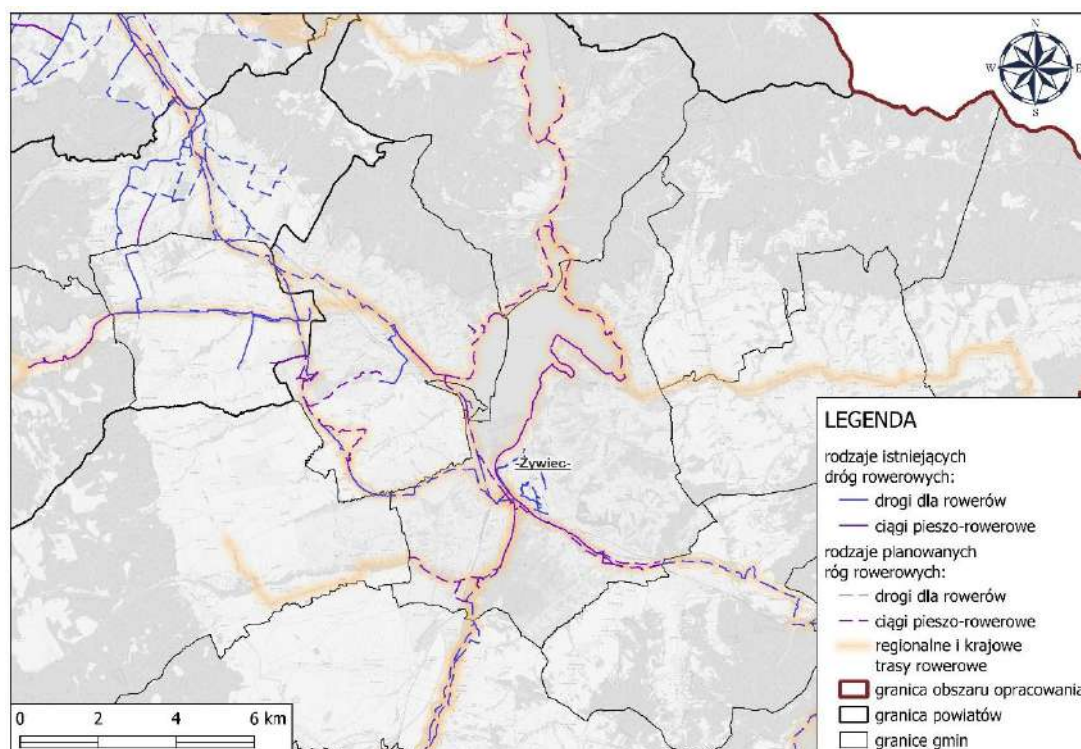 N
W
E
S
-Żywiec-
LEGENDA
rodzaje istniejących
dróg rowerowych:
drogi dla rowerów
ciągi pieszo-rowerowe
rodzaje planowanych
róg rowerowych:
drogi dla rowerów
ciągi pieszo-rowerowe
regionalne i krajowe
trasy rowerowe
granica obszaru opracowania
granica powiatów
granice gmin
0 2 4 6 km